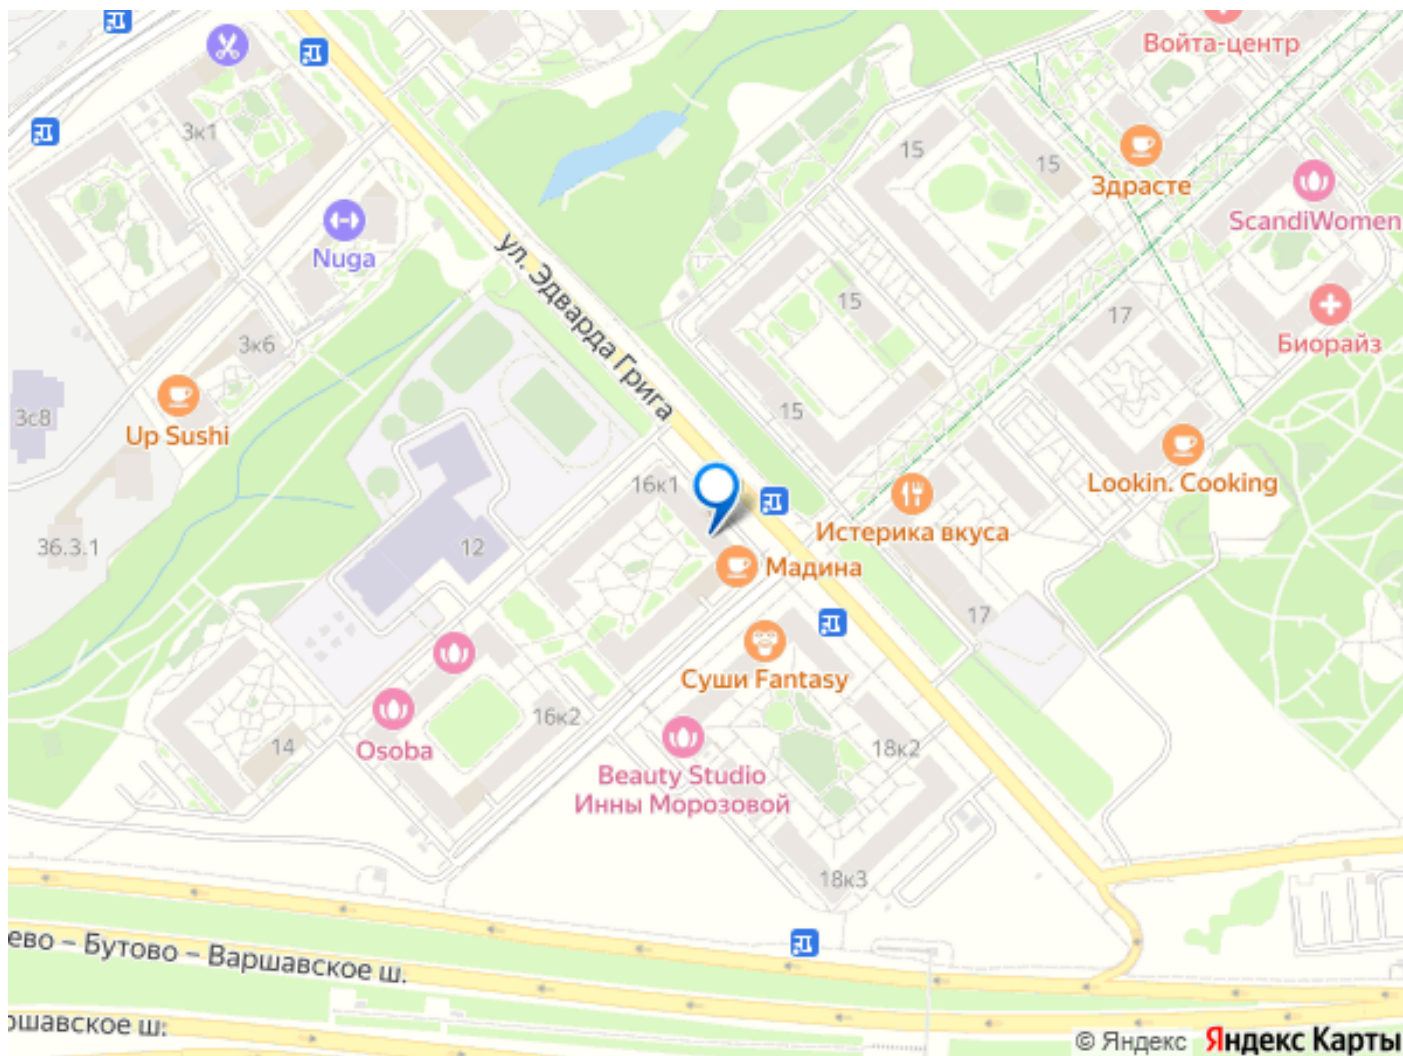 Войта-центр
3к1
15
15
Здрасте
ScandiWomen
Nuga
ул. Эдварда Грига
15
17
Биорайз
3к6
3с8
Up Sushi
15
16к1
Lookin. Cooking
Истерика вкуса
36.3.1
12
Мадина
17
Суши Fantasy
16к2
14
Osoba
18к2
Beauty Studio
Инны Морозовой
18к3
ево – Бутово – Варшавское ш.
ршавское ш.
© Яндекс Яндекс Карты